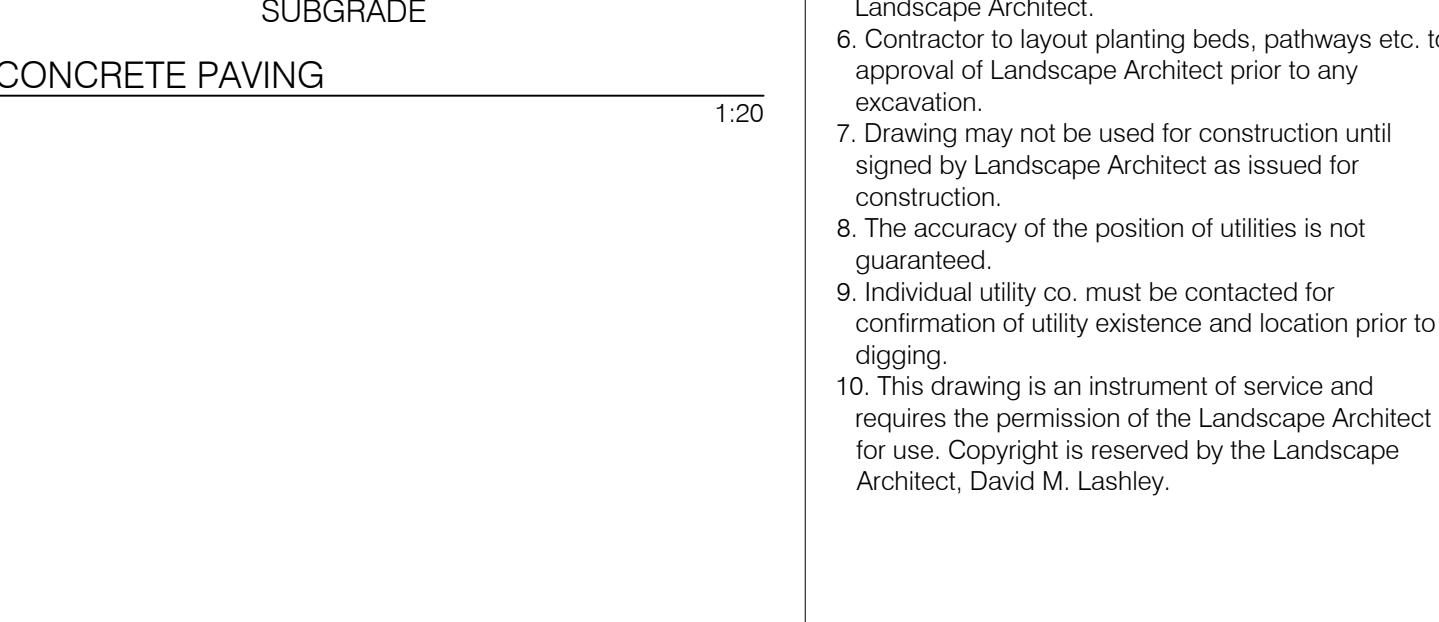 SUBGRADE
CONCRETE PAVING
1:20
Landscape Architect.
6. Contractor to layout planting beds, pathways etc. to
approval of Landscape Architect prior to any
excavation.
7. Drawing may not be used for construction until
signed by Landscape Architect as issued for
construction.
8. The accuracy of the position of utilities is not
guaranteed.
9. Individual utility co. must be contacted for
confirmation of utility existence and location prior to
digging.
10. This drawing is an instrument of service and
requires the permission of the Landscape Architect
for use. Copyright is reserved by the Landscape
Architect, David M. Lashley.